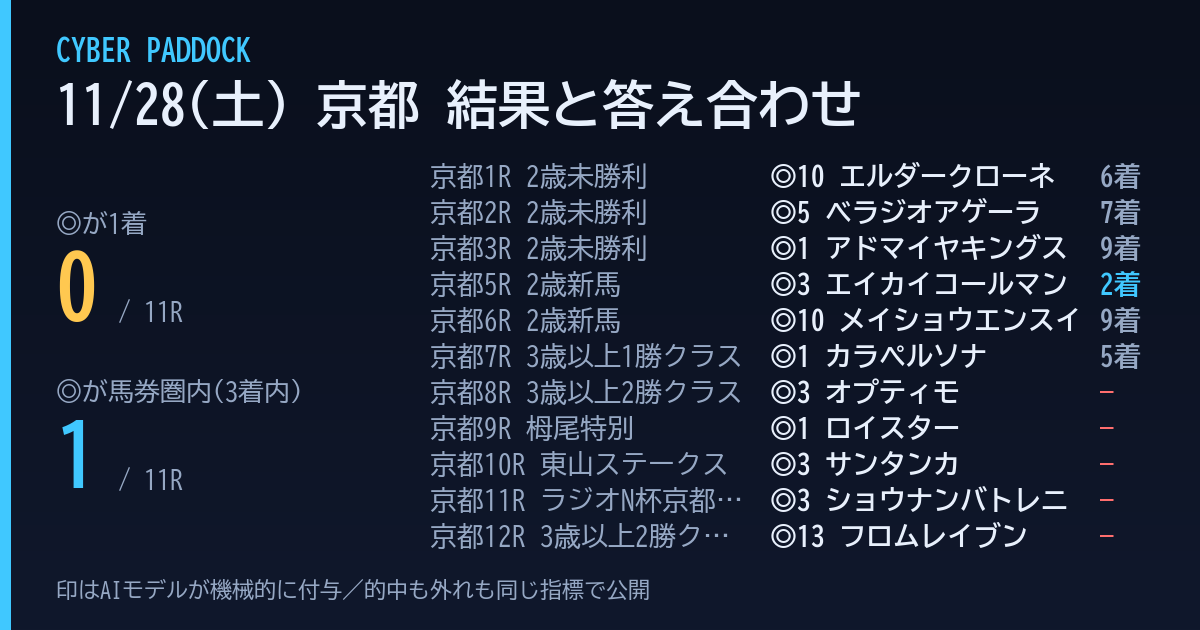 CYBER PADDOCK
11/28(土) 京都 結果と答え合わせ
◎が1着
0 / 11R
◎が馬券圏内(3着内)
1 / 11R
京都1R 2歳未勝利 ◎10 エルダークローネ 6着
京都2R 2歳未勝利 ◎5 ベラジオアゲーラ 7着
京都3R 2歳未勝利 ◎1 アドマイヤキングス 9着
京都5R 2歳新馬 ◎3 エイカイコールマン 2着
京都6R 2歳新馬 ◎10 メイショウエンスイ 9着
京都7R 3歳以上1勝クラス ◎1 カラペルソナ 5着
京都8R 3歳以上2勝クラス ◎3 オプティモ –
京都9R 栂尾特別 ◎1 ロイスター –
京都10R 東山ステークス ◎3 サンタンカ –
京都11R ラジオN杯京都… ◎3 ショウナンバトレニ –
京都12R 3歳以上2勝ク… ◎13 フロムレイブン –
印はAIモデルが機械的に付与／的中も外れも同じ指標で公開